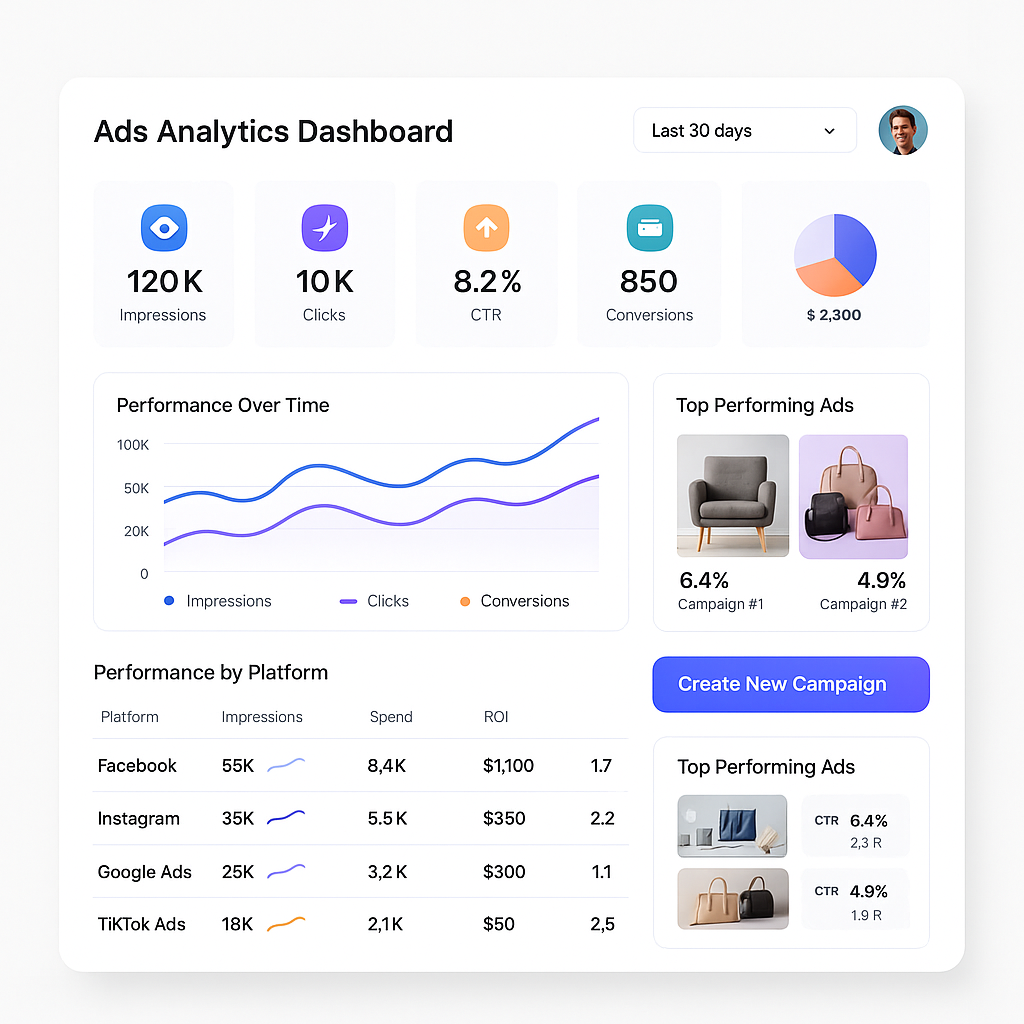 Ads Analytics Dashboard
Last 30 days
120 K
Impressions
10 K
Clicks
8.2%
CTR
850
Conversions
$ 2,300
Performance Over Time
100K
50K
20K
0
Impressions
Clicks
Conversions
Top Performing Ads
6.4%
Campaign #1
4.9%
Campaign #2
Performance by Platform
Platform Impressions Spend ROI
Facebook 55K 8,4K $1,100 1.7
Instagram 35K 5.5 K $350 2.2
Google Ads 25K 3,2 K $300 1.1
TiKTok Ads 18K 2,1 K $50 2,5
Create New Campaign
Top Performing Ads
CTR 6.4%
2,3 R
CTR 4.9%
1.9 R